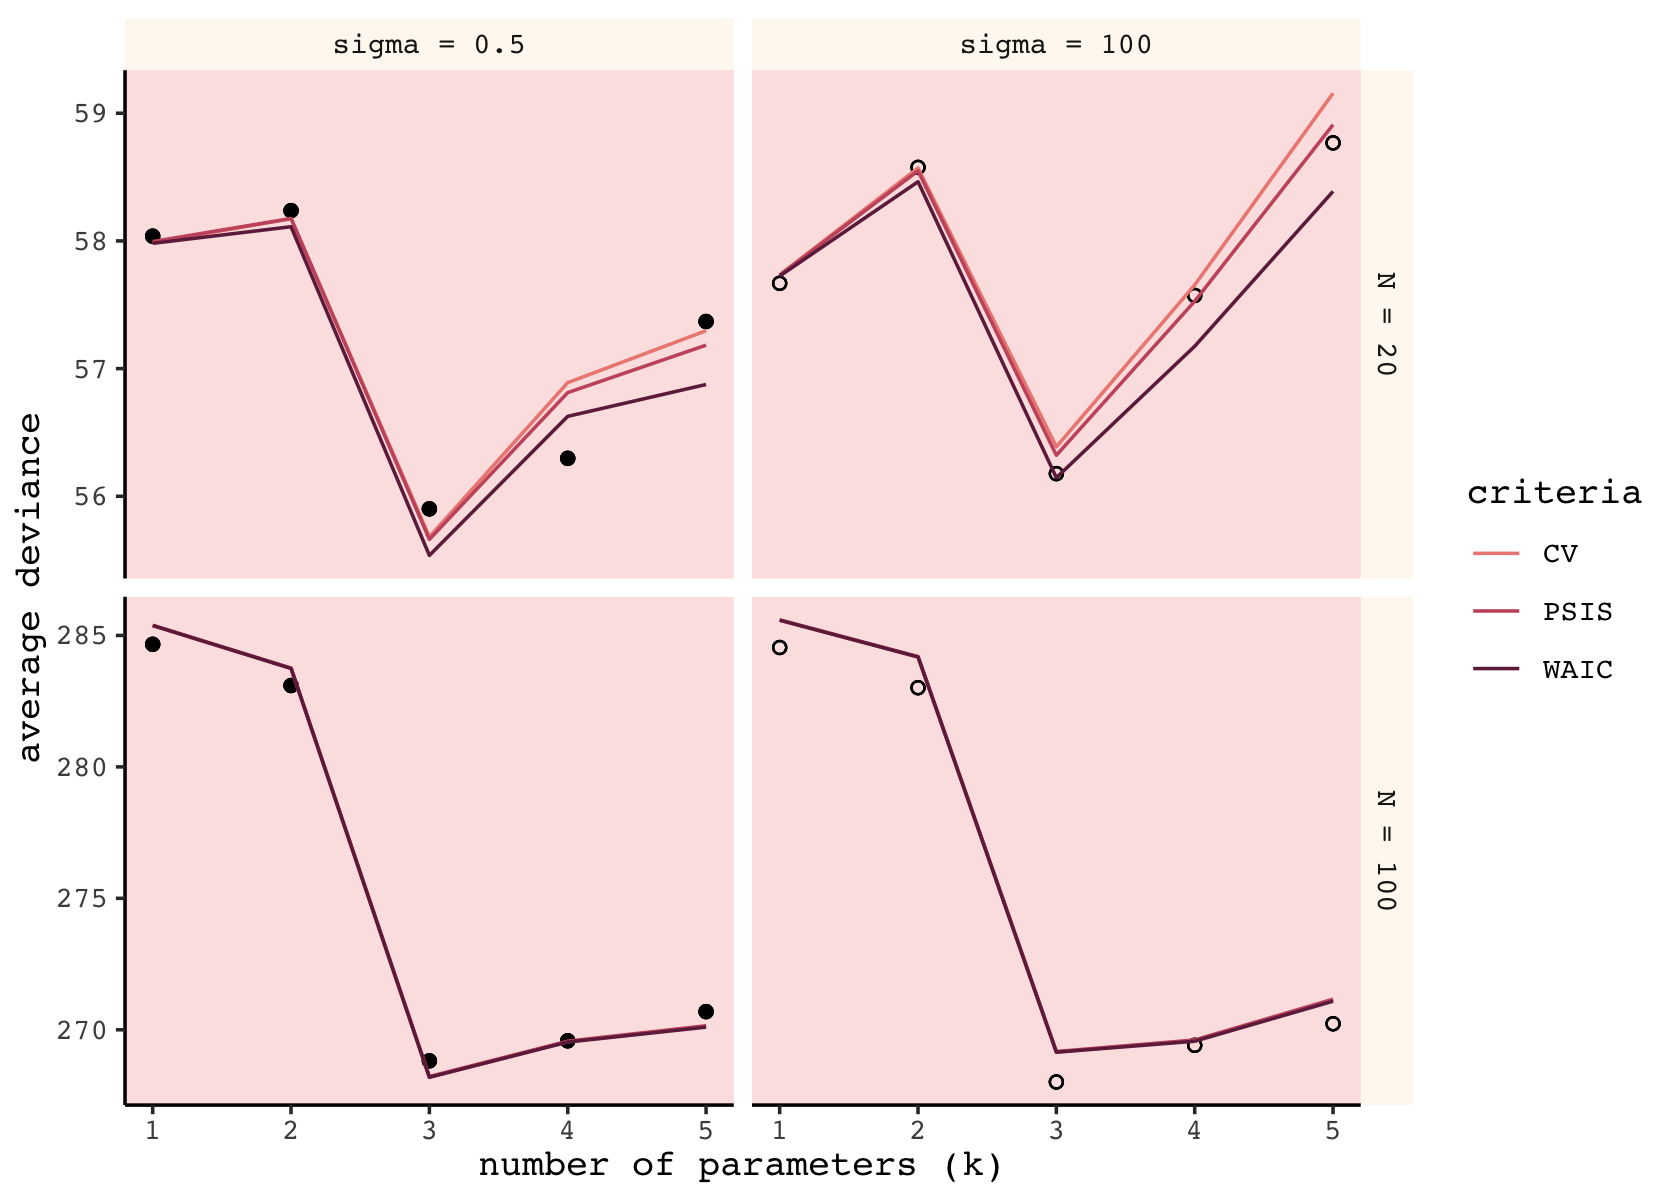 sigma = 0.5
sigma = 100
59
58
57
56
N = 20
285
280
275
270
N = 100
1 2 3 4 5
1 2 3 4 5
number of parameters (k)
average deviance
criteria
CV
PSIS
WAIC